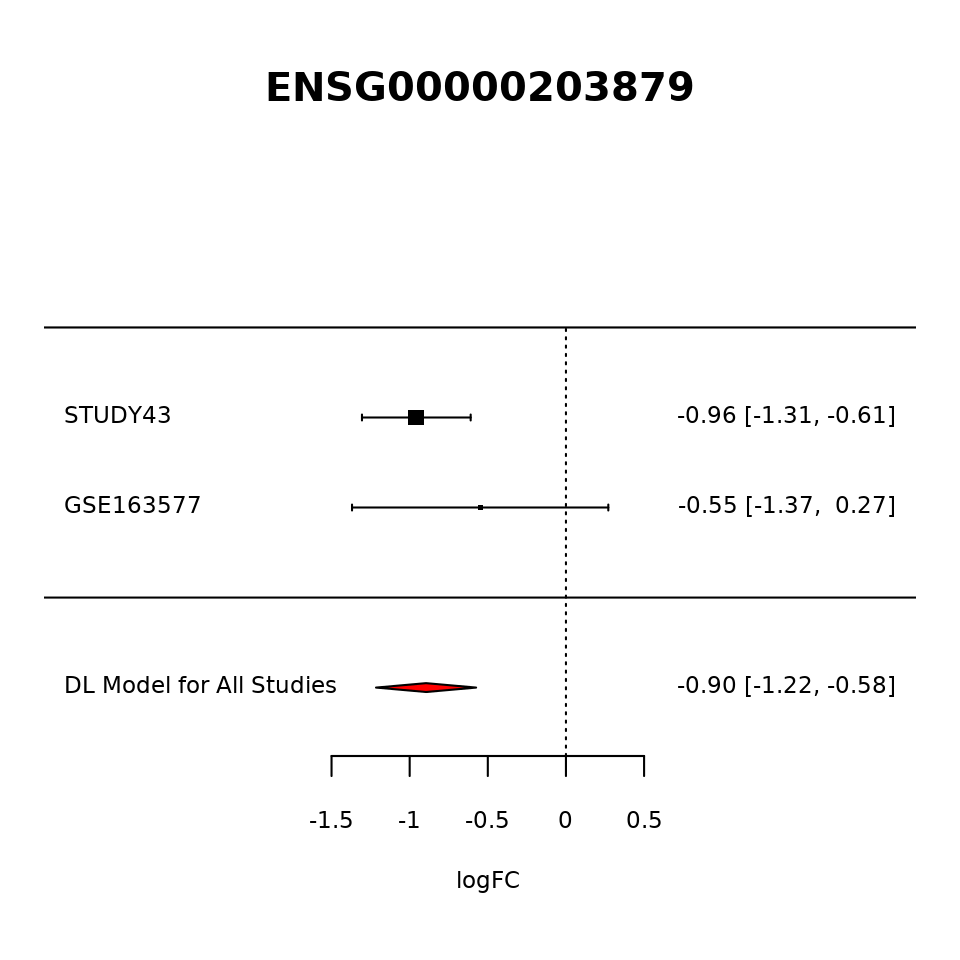 ENSG00000203879
STUDY43 -0.96 [-1.31, -0.61]
GSE163577 -0.55 [-1.37,  0.27]
DL Model for All Studies -0.90 [-1.22, -0.58]
-1.5 -1 -0.5 0 0.5
logFC